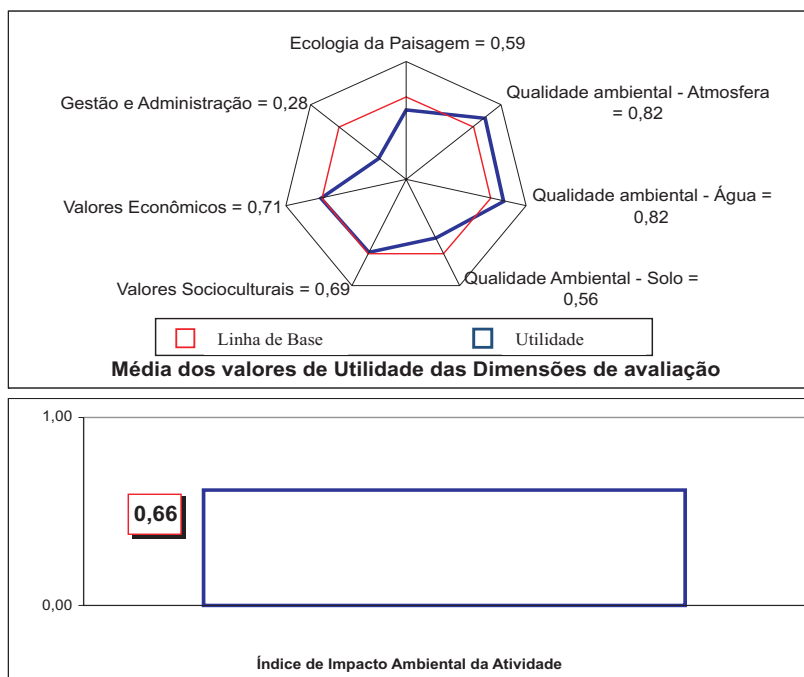 Ecologia da Paisagem = 0,59
Gestão e Administração = 0,28
Qualidade ambiental - Atmosfera
= 0,82
Valores Econômicos = 0,71
Qualidade ambiental - Água =
0,82
Valores Socioculturais = 0,69
Qualidade Ambiental - Solo =
0,56
Linha de Base
Utilidade
Média dos valores de Utilidade das Dimensões de avaliação
1,00
0,66
0,00
Índice de Impacto Ambiental da Atividade